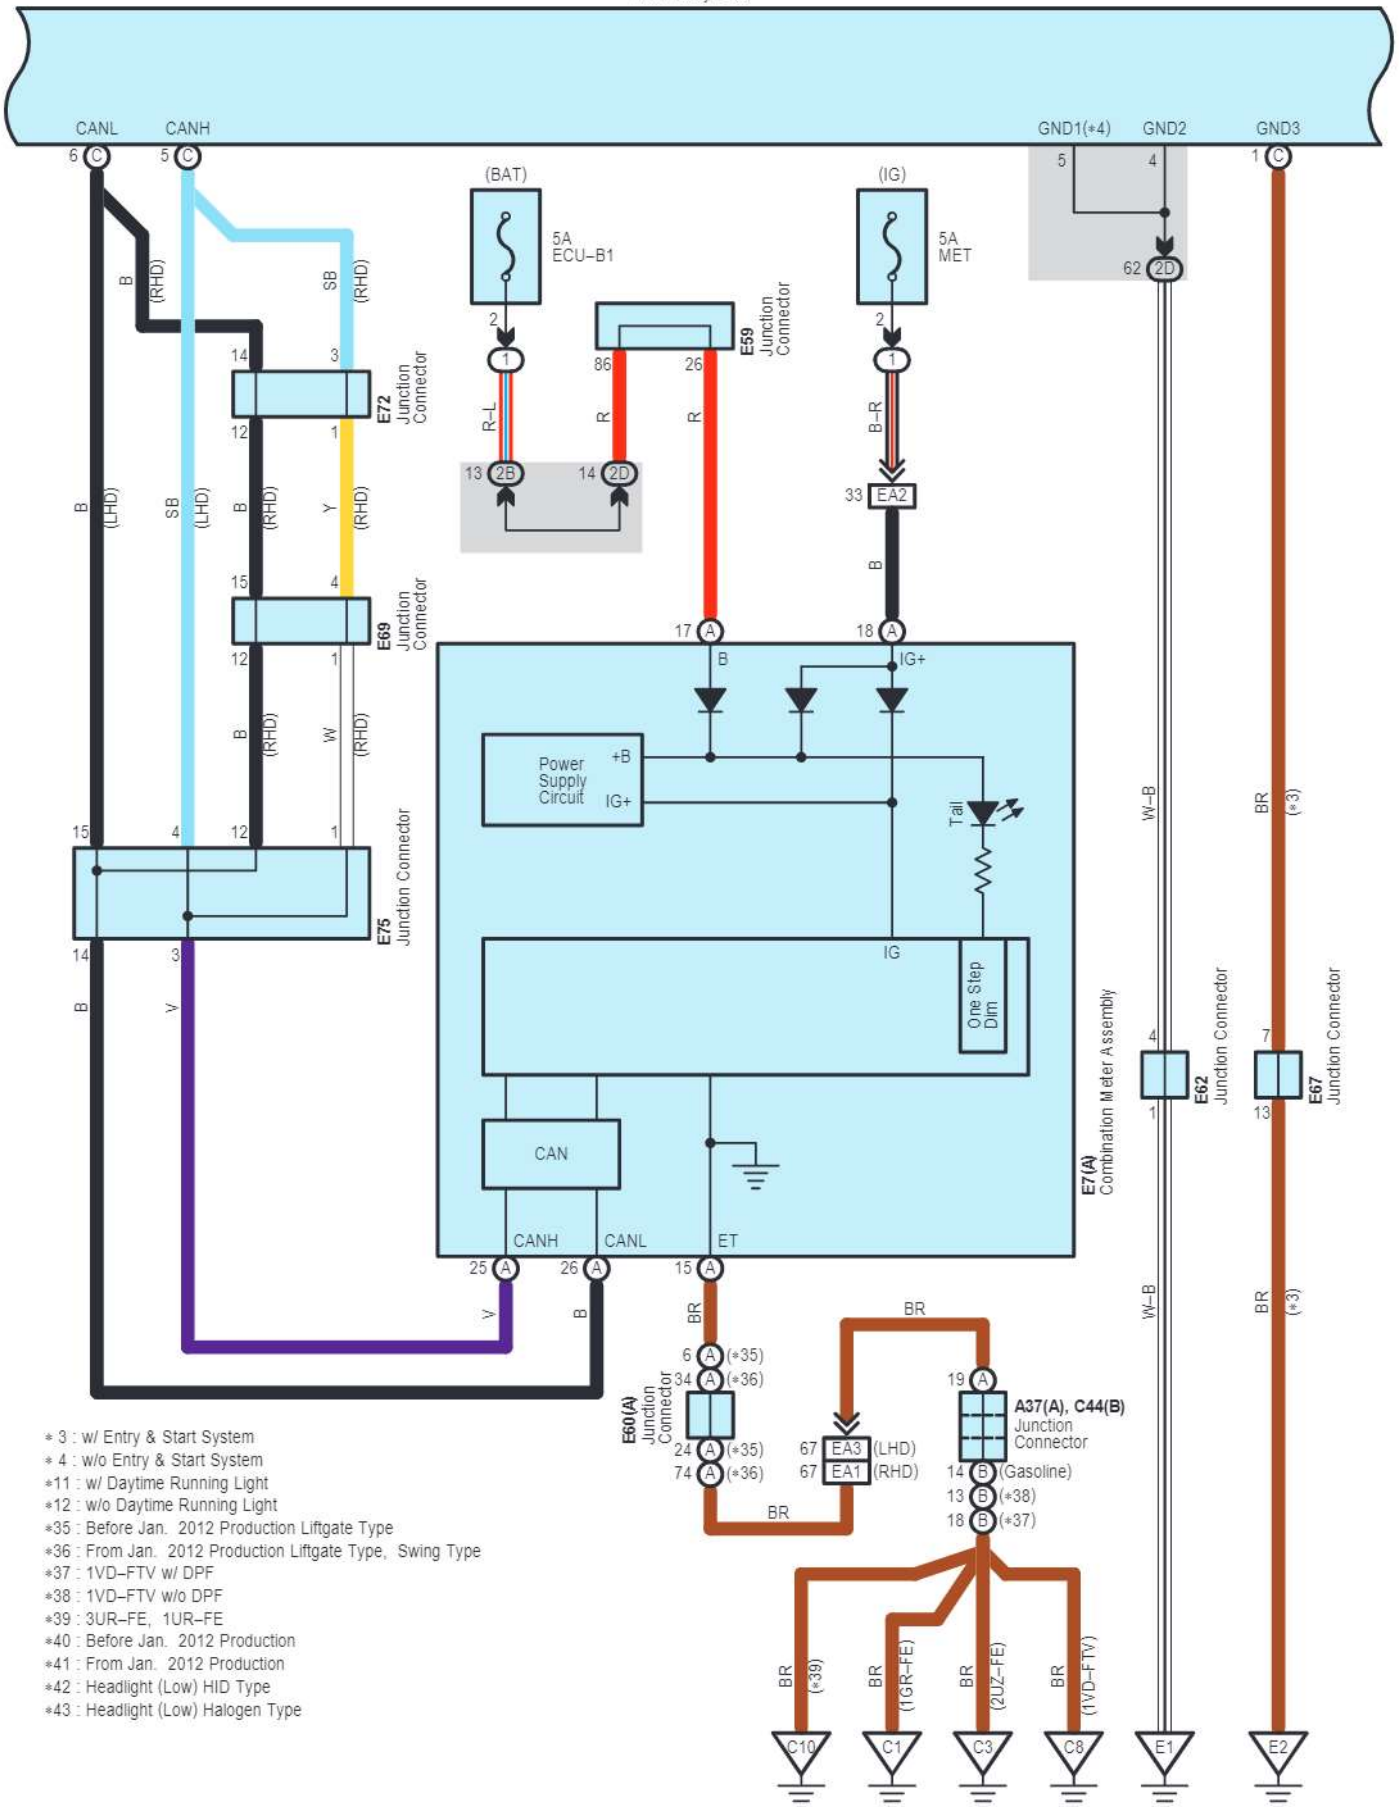 CANL
CANH
GND1(∗4)
GND2
GND3
6 C
5 C
5
4
1 C
(BAT)
(IG)
5A
ECU–B1
5A
MET
62 2D
B
(RHD)
SB
(RHD)
2
1
2
1
E59
Junction
Connector
86
26
14
3
E72
Junction
Connector
12
1
R–L
R
R
B–R
13 2B
14 2D
33 EA2
B
(LHD)
SB
(LHD)
B
(RHD)
Y
(RHD)
B
15
4
E69
Junction
Connector
12
1
17 A
18 A
B
IG+
B
(RHD)
W
(RHD)
Power
Supply
Circuit
+B
IG+
Tail
W–B
BR
(∗3)
15
4
12
1
E75
Junction Connector
14
3
B
V
IG
One Step
Dim
E7(A)
Combination Meter Assembly
4
1
E62
Junction Connector
7
13
E67
Junction Connector
CAN
CANH
CANL
ET
25 A
26 A
15 A
V
B
BR
BR
W–B
BR
(∗3)
6 A (∗35)
34 A (∗36)
E60(A)
Junction
Connector
24 A (∗35)
74 A (∗36)
67 EA3 (LHD)
67 EA1 (RHD)
BR
19 A
A37(A), C44(B)
Junction
Connector
14 B (Gasoline)
13 B (∗38)
18 B (∗37)
∗ 3 : w/ Entry & Start System
∗ 4 : w/o Entry & Start System
∗11 : w/ Daytime Running Light
∗12 : w/o Daytime Running Light
∗35 : Before Jan. 2012 Production Liftgate Type
∗36 : From Jan. 2012 Production Liftgate Type, Swing Type
∗37 : 1VD–FTV w/ DPF
∗38 : 1VD–FTV w/o DPF
∗39 : 3UR–FE, 1UR–FE
∗40 : Before Jan. 2012 Production
∗41 : From Jan. 2012 Production
∗42 : Headlight (Low) HID Type
∗43 : Headlight (Low) Halogen Type
BR
(∗39)
BR
(1GR–FE)
BR
(2UZ–FE)
BR
(1VD–FTV)
C10
C1
C3
C8
E1
E2